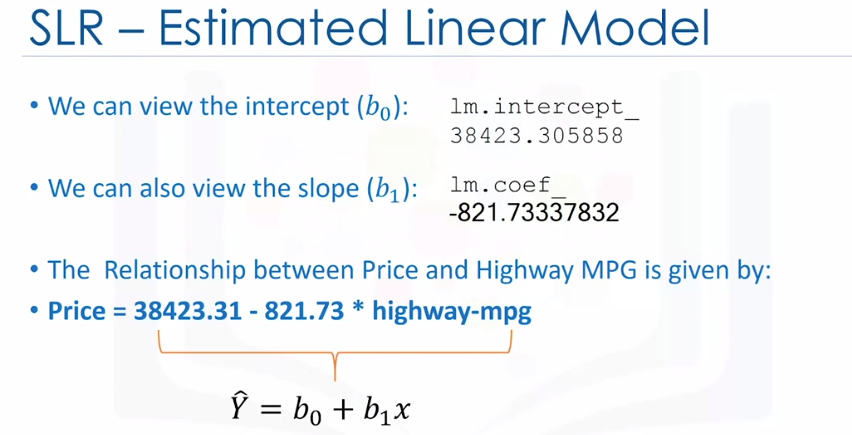 SLR – Estimated Linear Model
• We can view the intercept (b₀): lm.intercept_
38423.305858
• We can also view the slope (b₁): lm.coef_
-821.73337832
• The Relationship between Price and Highway MPG is given by:
• Price = 38423.31 - 821.73 * highway-mpg
Ŷ = b₀ + b₁x